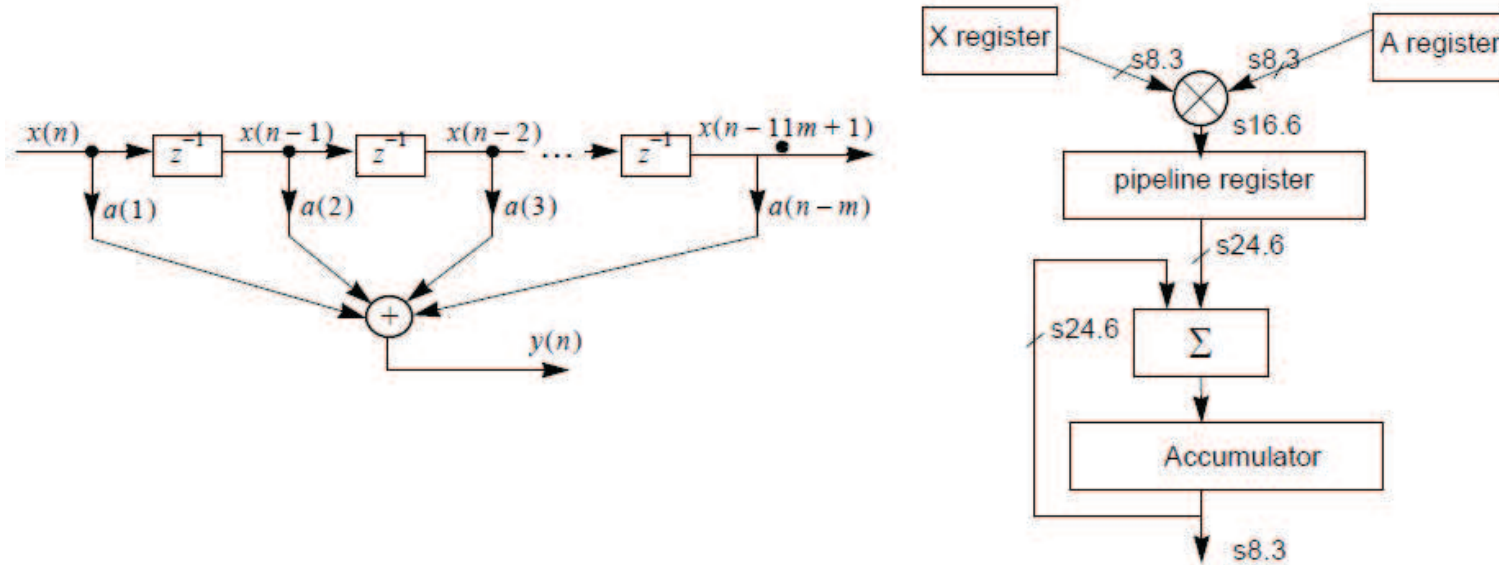 x(n)
z⁻¹
x(n−1)
z⁻¹
x(n−2)
...
z⁻¹
x(n−11m+1)
a(1)
a(2)
a(3)
a(n−m)
+
y(n)
X register
A register
s8.3
s8.3
s16.6
pipeline register
s24.6
s24.6
Σ
Accumulator
s8.3